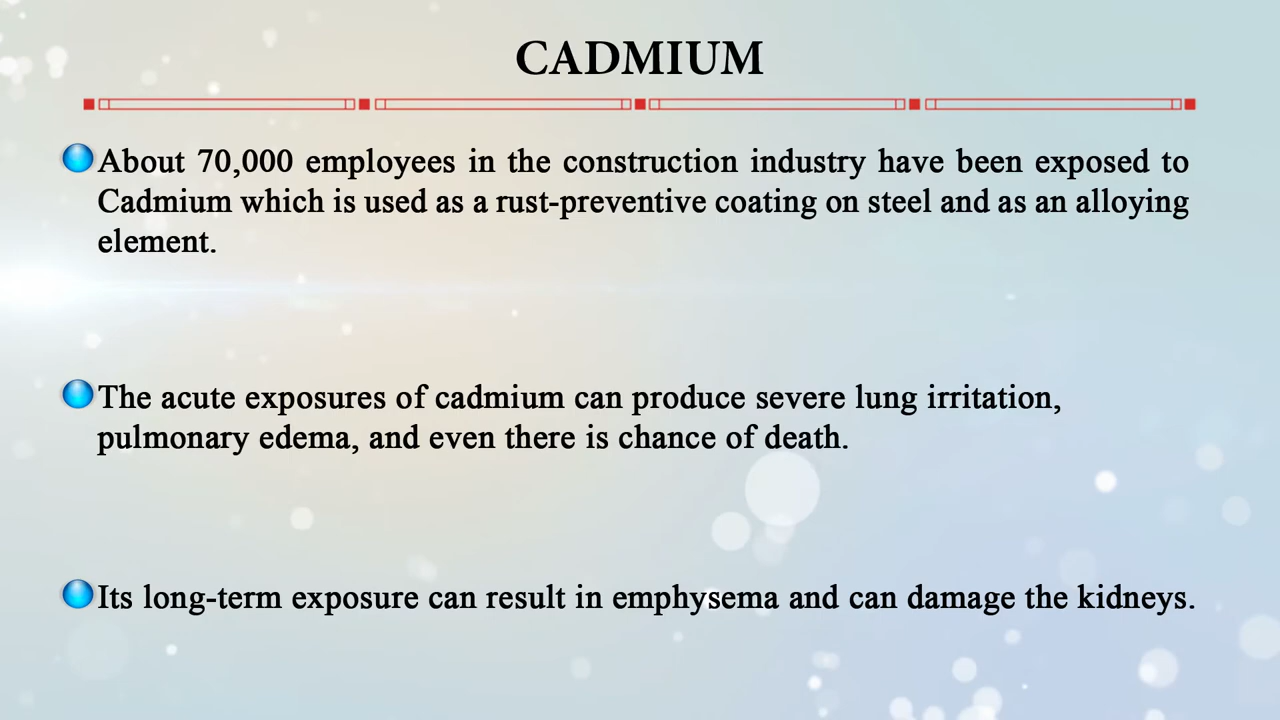 CADMIUM
About 70,000 employees in the construction industry have been exposed to
Cadmium which is used as a rust-preventive coating on steel and as an alloying
element.
The acute exposures of cadmium can produce severe lung irritation,
pulmonary edema, and even there is chance of death.
Its long-term exposure can result in emphysema and can damage the kidneys.